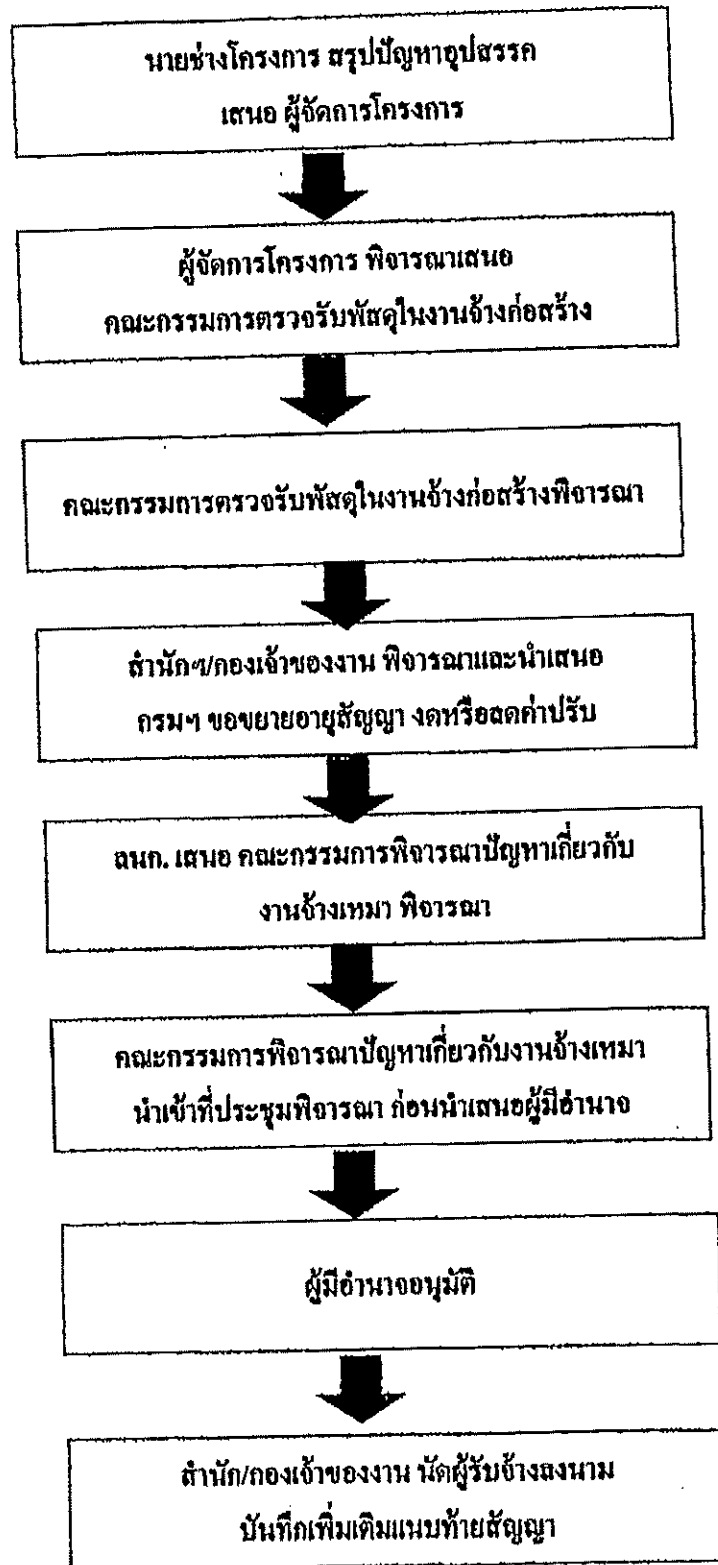 นายช่างโครงการ สรุปปัญหาอุปสรรค
เสนอ ผู้จัดการโครงการ
ผู้จัดการโครงการ พิจารณาเสนอ
คณะกรรมการตรวจรับพัสดุในงานจ้างก่อสร้าง
คณะกรรมการตรวจรับพัสดุในงานจ้างก่อสร้างพิจารณา
สำนักฯ/กองเจ้าของงาน พิจารณาและนำเสนอ
กรมฯ ขอขยายอายุสัญญา งดหรือลดค่าปรับ
ลนก. เสนอ คณะกรรมการพิจารณาปัญหาเกี่ยวกับ
งานจ้างเหมา พิจารณา
คณะกรรมการพิจารณาปัญหาเกี่ยวกับงานจ้างเหมา
นำเข้าที่ประชุมพิจารณา ก่อนนำเสนอผู้มีอำนาจ
ผู้มีอำนาจอนุมัติ
สำนัก/กองเจ้าของงาน นัดผู้รับจ้างลงนาม
บันทึกเพิ่มเติมแนบท้ายสัญญา